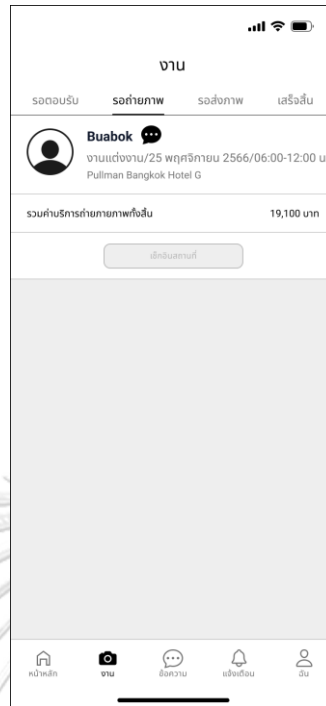 งาน
รอตอบรับ รอถ่ายภาพ รอส่งภาพ เสร็จสิ้น
Buabok
งานแต่งงาน/25 พฤศจิกายน 2566/06:00-12:00 น
Pullman Bangkok Hotel G
รวมค่าบริการถ่ายภายภาพทั้งสิ้น 19,100 บาท
เช็กอินสถานที่
หน้าหลัก งาน ข้อความ แจ้งเตือน ฉัน